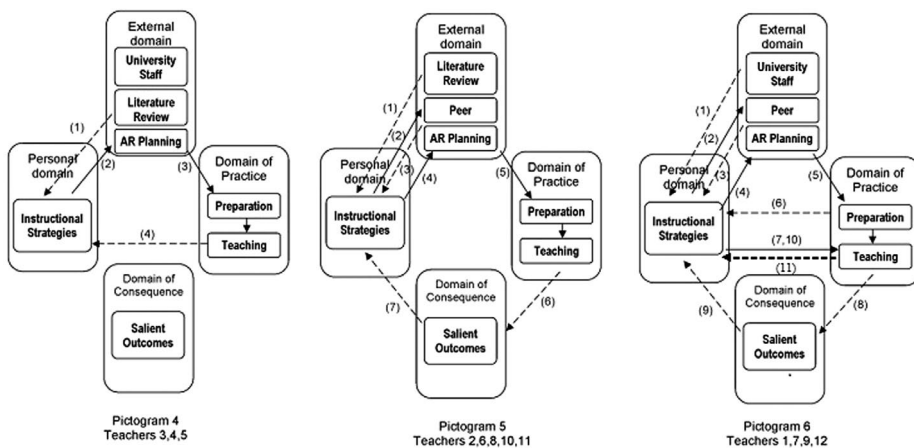 External
domain
University
Staff
Literature
Review
AR Planning
(1)
(2)
(3)
Personal
domain
Instructional
Strategies
Domain of
Practice
Preparation
Teaching
(4)
Domain of
Consequence
Salient
Outcomes
Pictogram 4
Teachers 3,4,5
External
domain
Literature
Review
Peer
AR Planning
(1)
(2)
(3)
(4)
(5)
Personal
domain
Instructional
Strategies
Domain of
Practice
Preparation
Teaching
(6)
(7)
Domain
of Consequence
Salient
Outcomes
Pictogram 5
Teachers 2,6,8,10,11
External
domain
University
Staff
Peer
AR Planning
(1)
(2)
(3)
(4)
(5)
Personal
domain
Instructional
Strategies
Domain of
Practice
Preparation
Teaching
(6)
(7,10)
(11)
(8)
(9)
Domain
of Consequence
Salient
Outcomes
Pictogram 6
Teachers 1,7,9,12